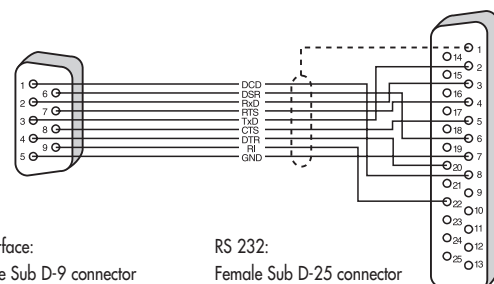 1
6
2
7
3
8
4
9
5
DCD
DSR
RxD
RTS
TxD
CTS
DTR
RI
GND
1
14
2
15
3
16
4
17
5
18
6
19
7
20
8
21
9
22
10
23
11
24
12
25
13
rface:
e Sub D-9 connector
RS 232:
Female Sub D-25 connector